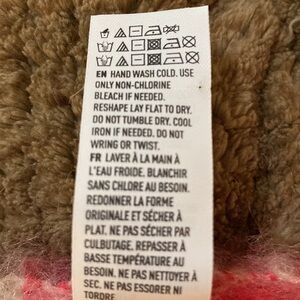 EN HAND WASH COLD. USE
ONLY NON-CHLORINE
BLEACH IF NEEDED.
RESHAPE LAY FLAT TO DRY.
DO NOT TUMBLE DRY. COOL
IRON IF NEEDED. DO NOT
WRING OR TWIST.
FR LAVER À LA MAIN À
L'EAU FROIDE. BLANCHIR
SANS CHLORE AU BESOIN.
REDONNER LA FORME
ORIGINALE ET SÉCHER À
PLAT. NE PAS SÉCHER PAR
CULBUTAGE. REPASSER À
BASSE TEMPÉRATURE AU
BESOIN. NE PAS NETTOYER À
SEC. NE PAS ESSORER NI
TORDRE.